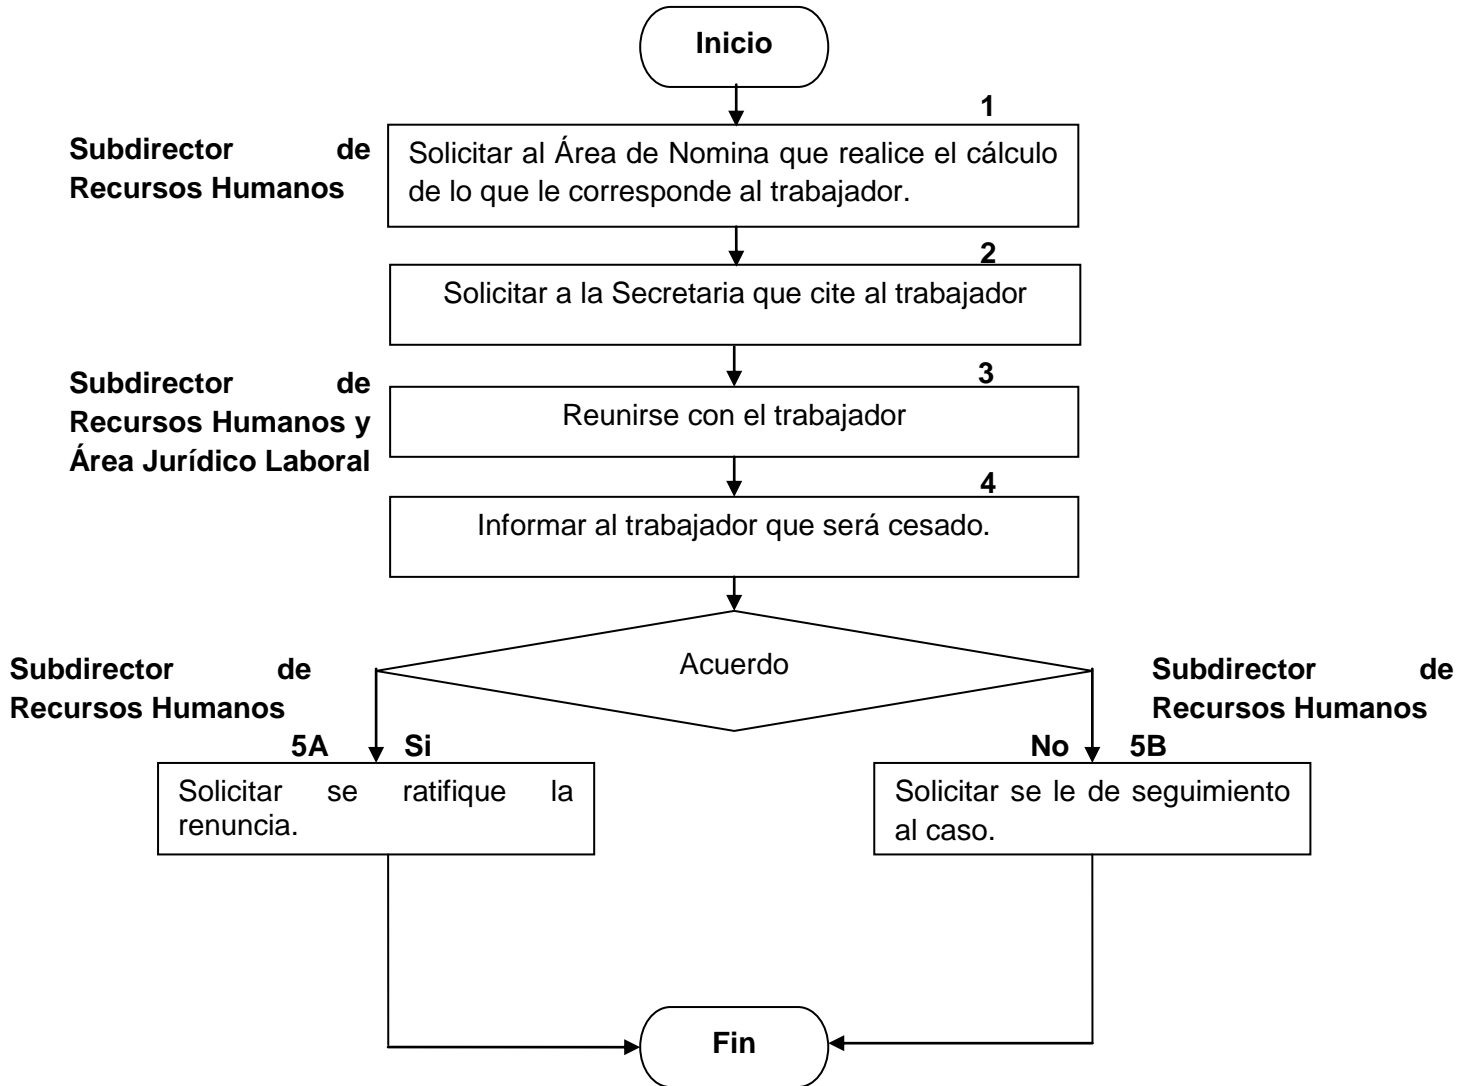 Inicio
1
Subdirector de
Recursos Humanos
Solicitar al Área de Nomina que realice el cálculo
de lo que le corresponde al trabajador.
2
Solicitar a la Secretaria que cite al trabajador
3
Subdirector de
Recursos Humanos y
Área Jurídico Laboral
Reunirse con el trabajador
4
Informar al trabajador que será cesado.
Acuerdo
Subdirector de
Recursos Humanos
Subdirector de
Recursos Humanos
5A Si
No 5B
Solicitar se ratifique la
renuncia.
Solicitar se le de seguimiento
al caso.
Fin